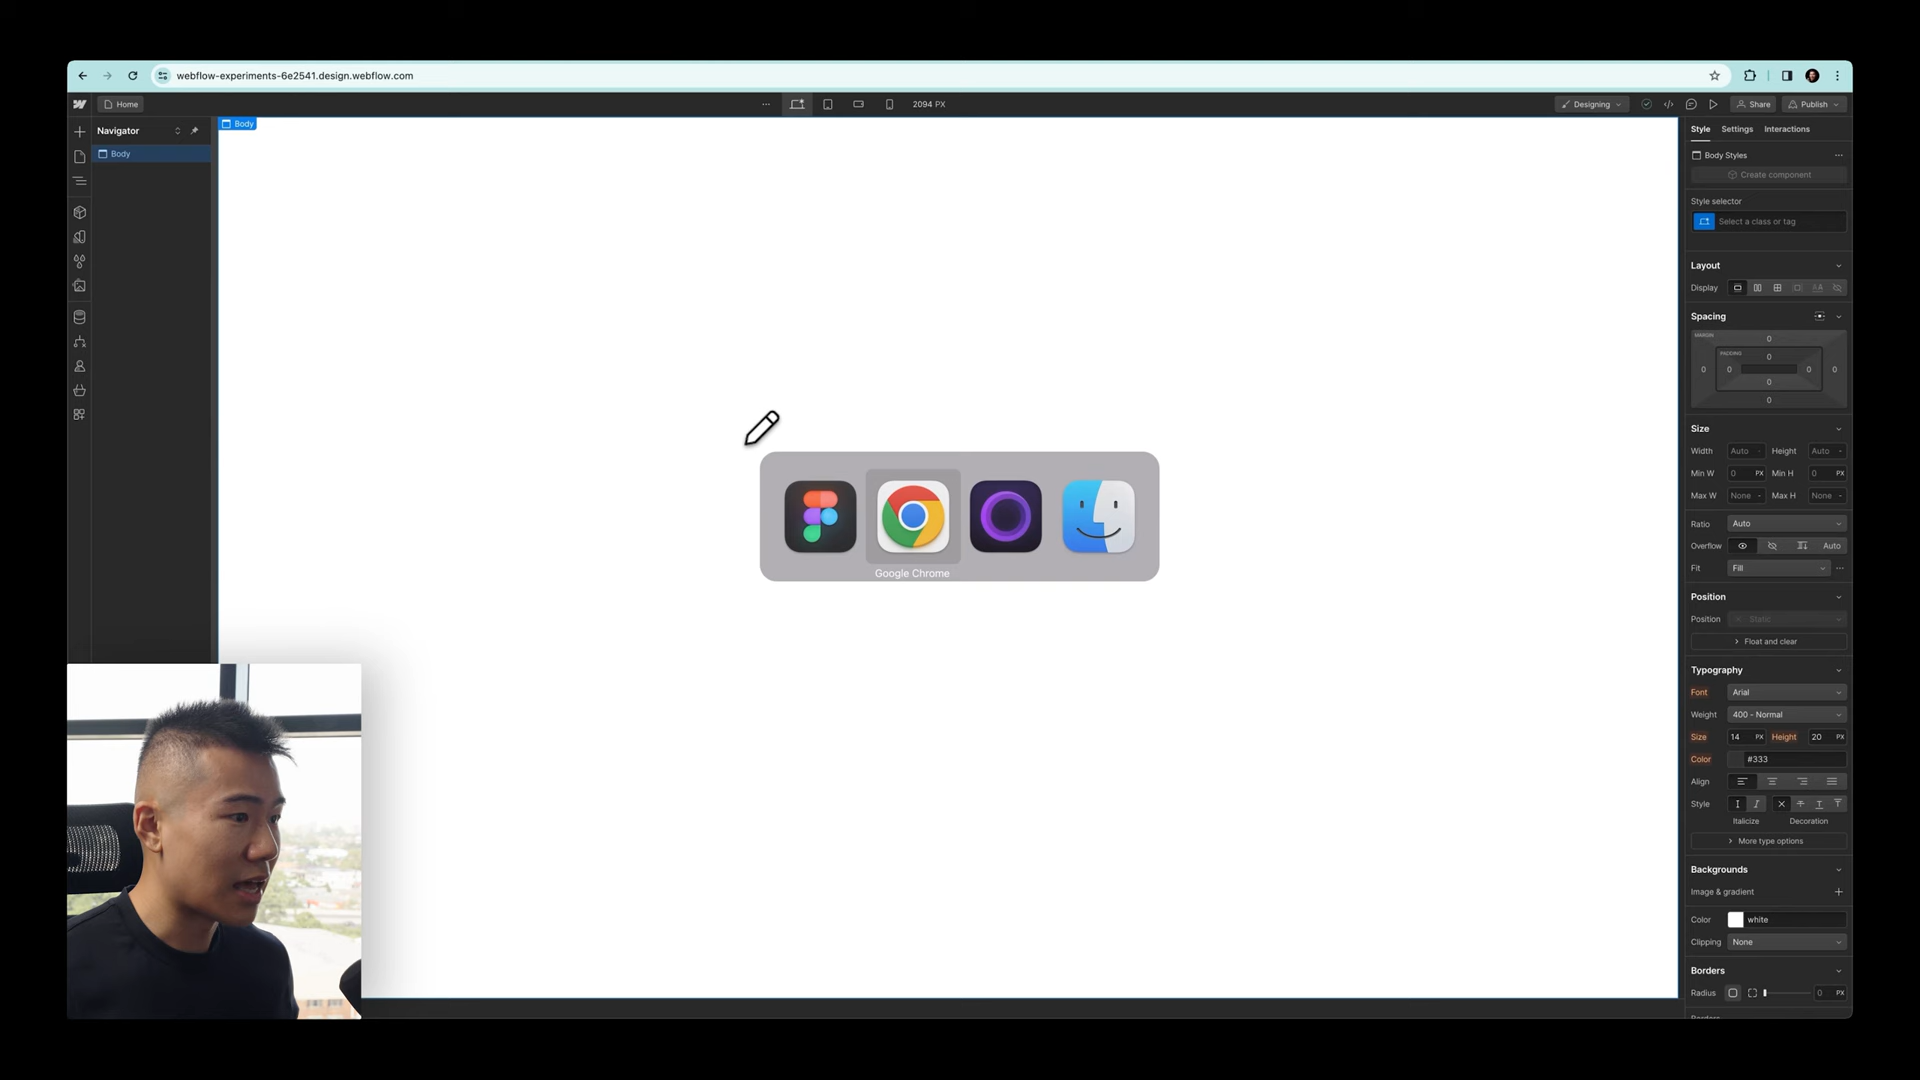 webflow-experiments-6e2541.design.webflow.com
Home
2094 PX
Designing
Share
Publish
Navigator
Body
Body
Style
Settings
Interactions
Body Styles
Create component
Style selector
Select a class or tag
Layout
Display
Spacing
MARGIN
0
PADDING
0
0
0
0
0
0
0
Size
Width
Auto
-
Height
Auto
-
Min W
0
PX
Min H
0
PX
Max W
None
-
Max H
None
-
Ratio
Auto
Overflow
Auto
Fit
Fill
Position
Position
Static
Float and clear
Typography
Font
Arial
Weight
400 - Normal
Size
14
PX
Height
20
PX
Color
#333
Align
Style
Italicize
Decoration
More type options
Backgrounds
Image & gradient
Color
white
Clipping
None
Borders
Radius
0
PX
Google Chrome